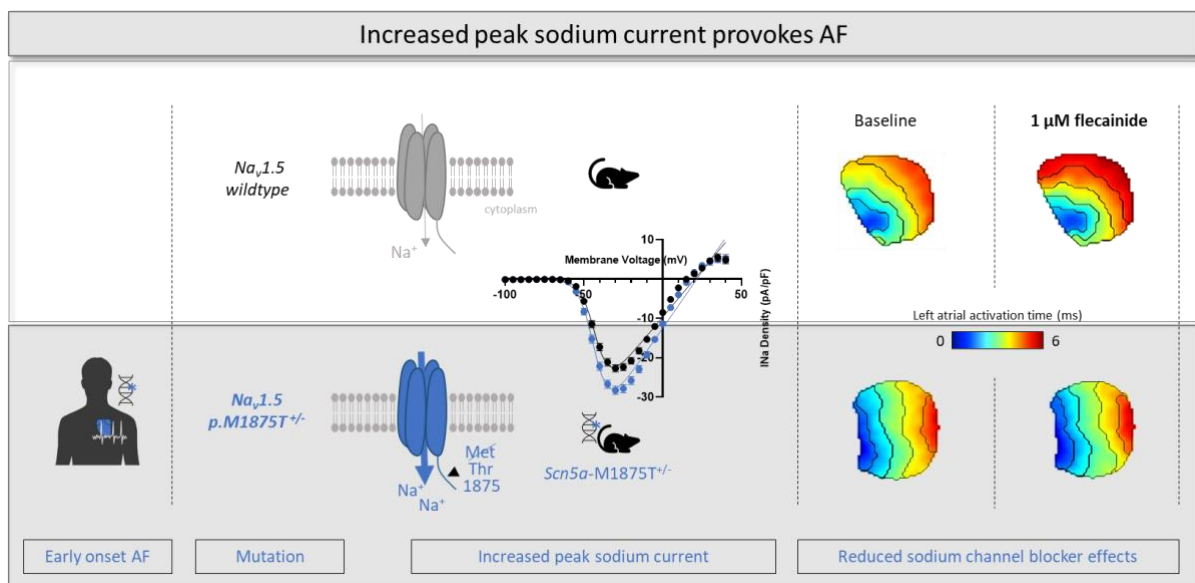 Increased peak sodium current provokes AF
Baseline
1 µM flecainide
Naᵥ1.5
wildtype
cytoplasm
Na⁺
10
Membrane Voltage (mV)
-100
-50
50
-10
-20
-30
INa Density (pA/pF)
Left atrial activation time (ms)
0
6
Naᵥ1.5
p.M1875T⁺/⁻
Met
Thr
1875
Na⁺
Na⁺
Scn5a-M1875T⁺/⁻
Early onset AF
Mutation
Increased peak sodium current
Reduced sodium channel blocker effects